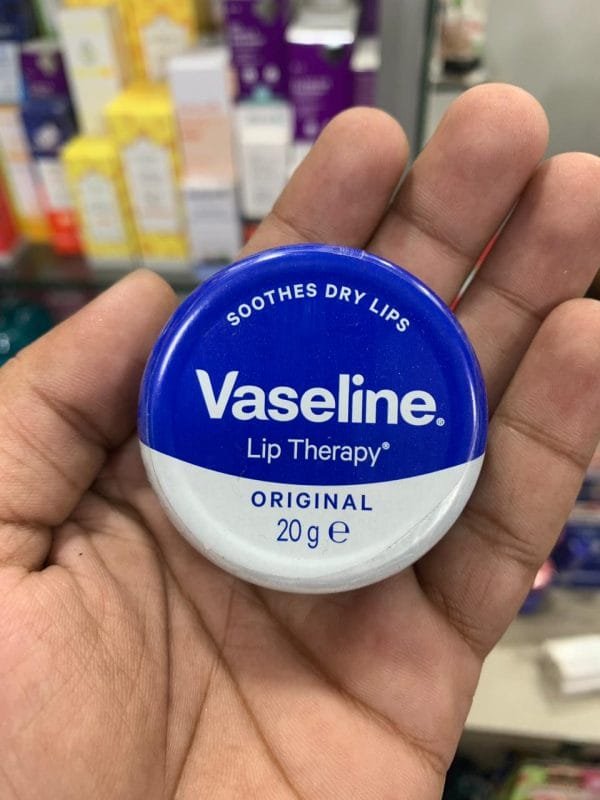 SOOTHES DRY LIPS
Vaseline®
Lip Therapy®
ORIGINAL
20 g ℮